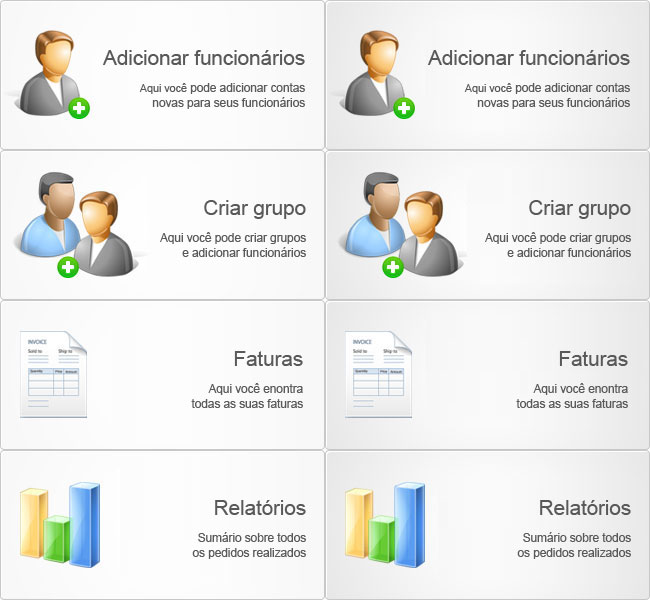 Adicionar funcionários
Aqui você pode adicionar contas
novas para seus funcionários
Adicionar funcionários
Aqui você pode adicionar contas
novas para seus funcionários
Criar grupo
Aqui você pode criar grupos
e adicionar funcionários
Criar grupo
Aqui você pode criar grupos
e adicionar funcionários
INVOICE
Sold to Ship to
Quantity Price Amount
Faturas
Aqui você enontra
todas as suas faturas
INVOICE
Sold to Ship to
Quantity Price Amount
Faturas
Aqui você enontra
todas as suas faturas
Relatórios
Sumário sobre todos
os pedidos realizados
Relatórios
Sumário sobre todos
os pedidos realizados